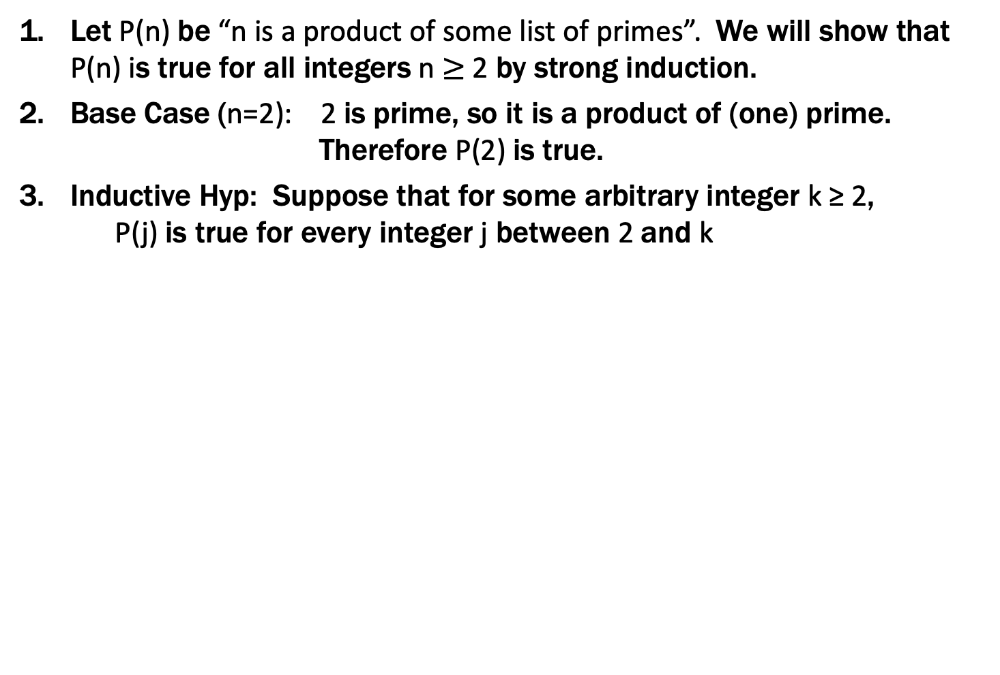 1. Let P(n) be “n is a product of some list of primes”. We will show that
P(n) is true for all integers n ≥ 2 by strong induction.
2. Base Case (n=2): 2 is prime, so it is a product of (one) prime.
Therefore P(2) is true.
3. Inductive Hyp: Suppose that for some arbitrary integer k ≥ 2,
P(j) is true for every integer j between 2 and k